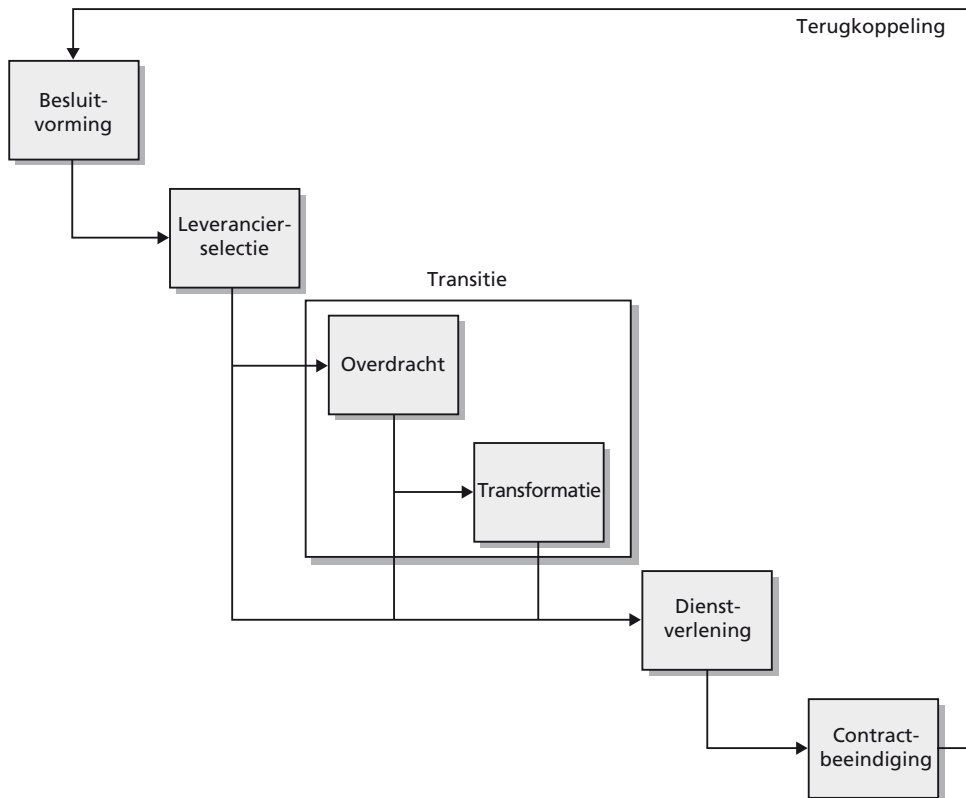 Terugkoppeling
Besluit-
vorming
Leverancier-
selectie
Transitie
Overdracht
Transformatie
Dienst-
verlening
Contract-
beeindiging